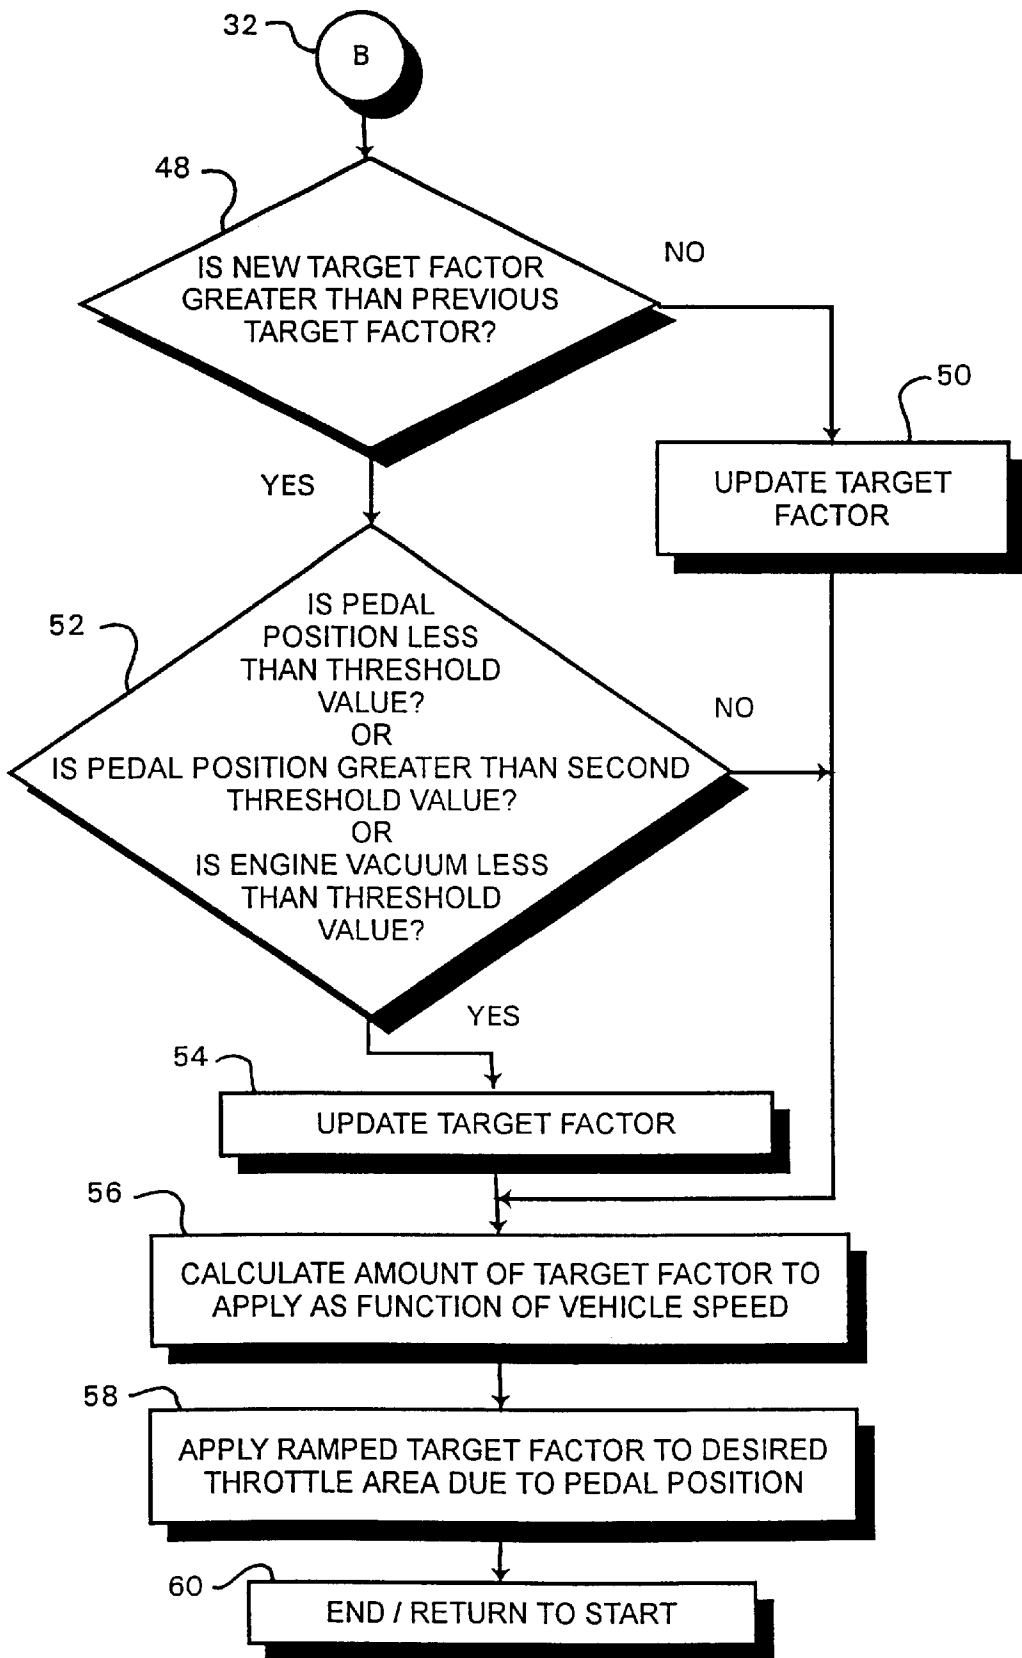 32
B
48
IS NEW TARGET FACTOR
GREATER THAN PREVIOUS
TARGET FACTOR?
NO
YES
50
UPDATE TARGET
FACTOR
52
IS PEDAL
POSITION LESS
THAN THRESHOLD
VALUE?
OR
IS PEDAL POSITION GREATER THAN SECOND
THRESHOLD VALUE?
OR
IS ENGINE VACUUM LESS
THAN THRESHOLD
VALUE?
NO
YES
54
UPDATE TARGET FACTOR
56
CALCULATE AMOUNT OF TARGET FACTOR TO
APPLY AS FUNCTION OF VEHICLE SPEED
58
APPLY RAMPED TARGET FACTOR TO DESIRED
THROTTLE AREA DUE TO PEDAL POSITION
60
END / RETURN TO START